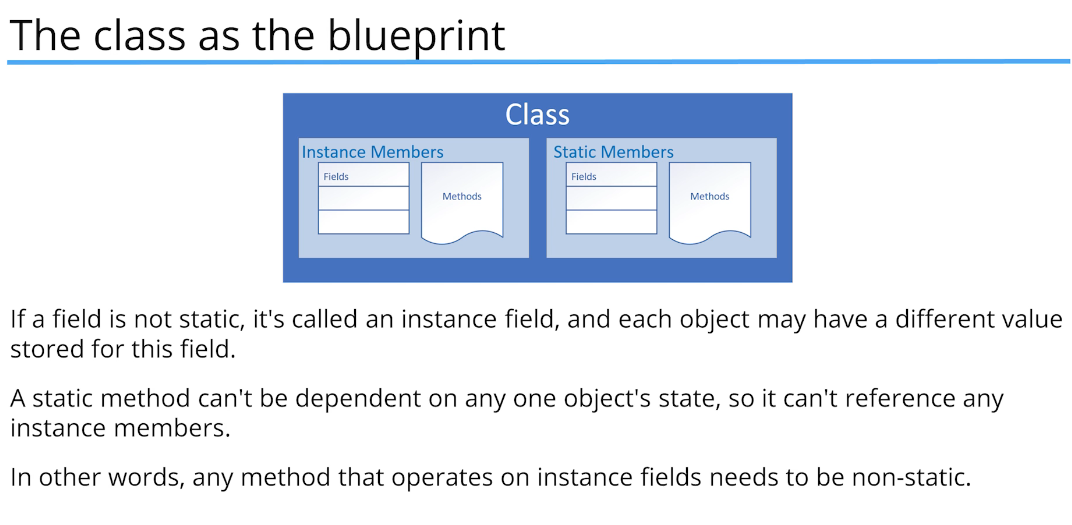 The class as the blueprint
Class
Instance Members
Fields
Methods
Static Members
Fields
Methods
If a field is not static, it's called an instance field, and each object may have a different value
stored for this field.
A static method can't be dependent on any one object's state, so it can't reference any
instance members.
In other words, any method that operates on instance fields needs to be non-static.